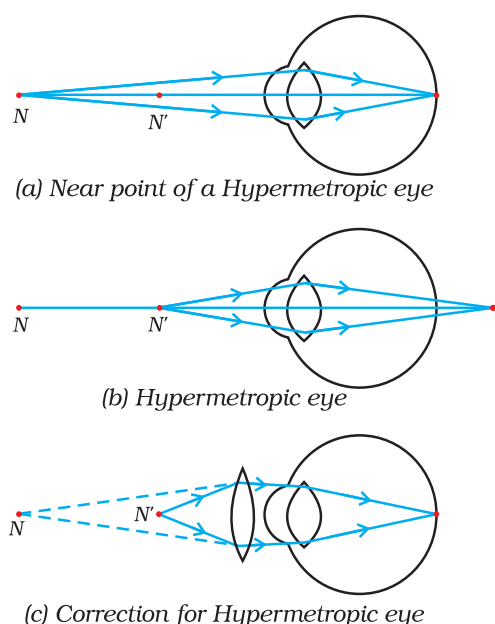 N
N'
(a) Near point of a Hypermetropic eye
N
N'
(b) Hypermetropic eye
N
N'
(c) Correction for Hypermetropic eye